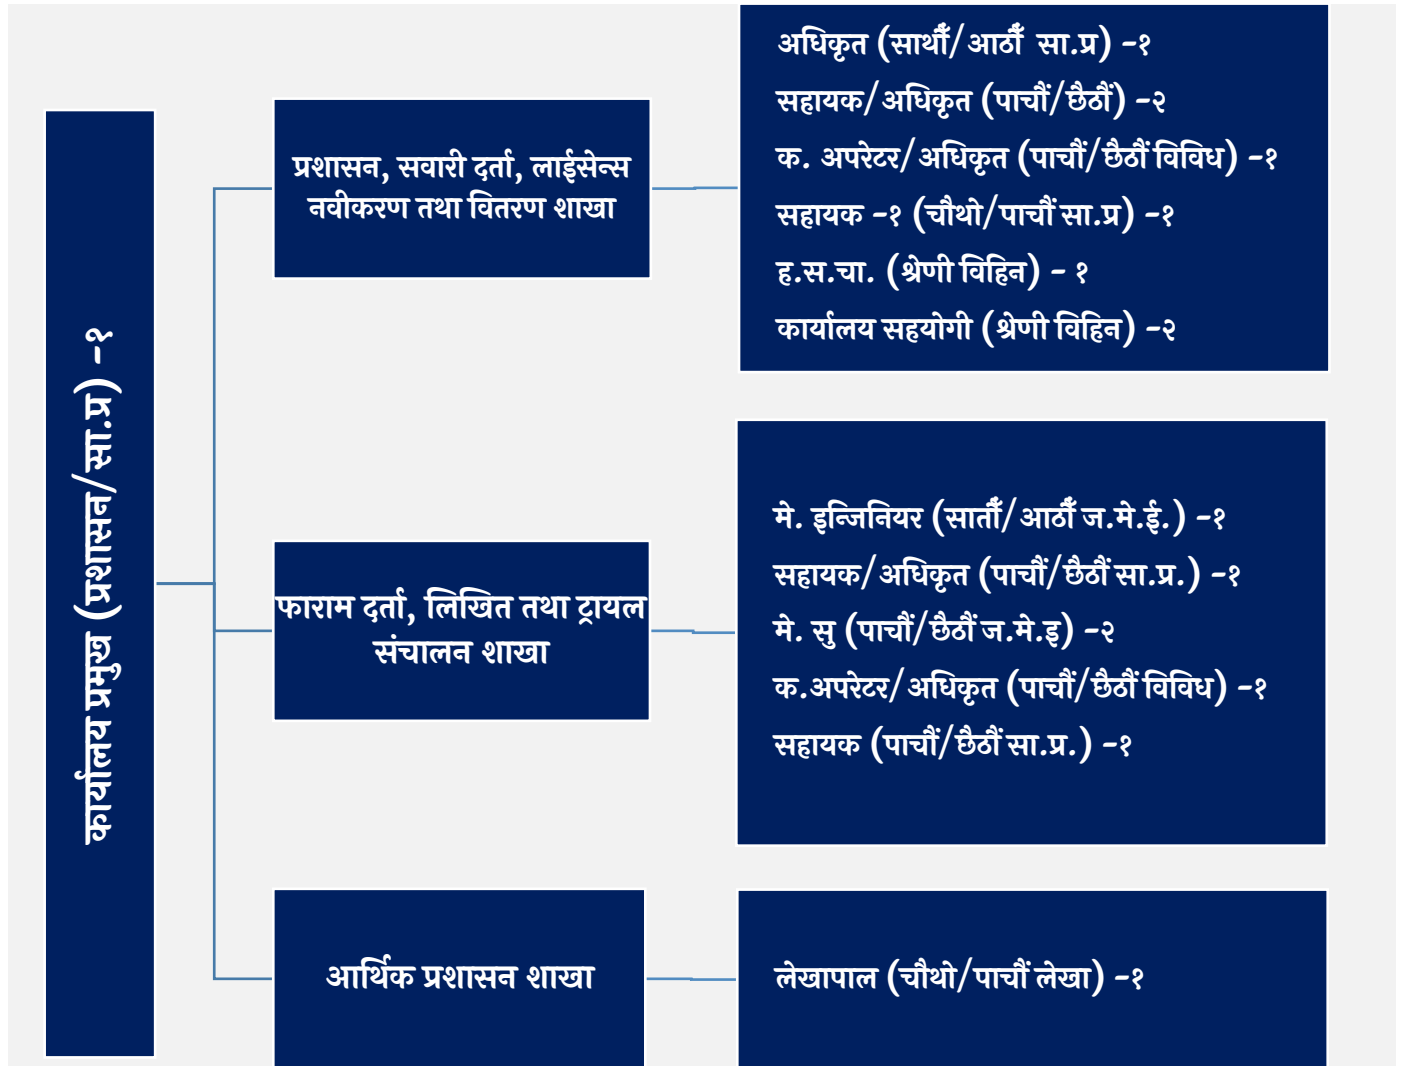 कार्यालय प्रमुख (प्रशासन/सा.प्र) -१
प्रशासन, सवारी दर्ता, लाईसेन्स
नवीकरण तथा वितरण शाखा
अधिकृत (साथौँ/आठौँ सा.प्र) -१
सहायक/अधिकृत (पाचौं/छैठौं) -२
क. अपरेटर/अधिकृत (पाचौं/छैठौं विविध) -१
सहायक -१ (चौथो/पाचौं सा.प्र) -१
ह.स.चा. (श्रेणी विहिन) - १
कार्यालय सहयोगी (श्रेणी विहिन) -२
फाराम दर्ता, लिखित तथा ट्रायल
संचालन शाखा
मे. इन्जिनियर (सातौँ/आठौँ ज.मे.ई.) -१
सहायक/अधिकृत (पाचौं/छैठौं सा.प्र.) -१
मे. सु (पाचौं/छैठौं ज.मे.इ) -२
क.अपरेटर/अधिकृत (पाचौं/छैठौं विविध) -१
सहायक (पाचौं/छैठौं सा.प्र.) -१
आर्थिक प्रशासन शाखा
लेखापाल (चौथो/पाचौं लेखा) -१